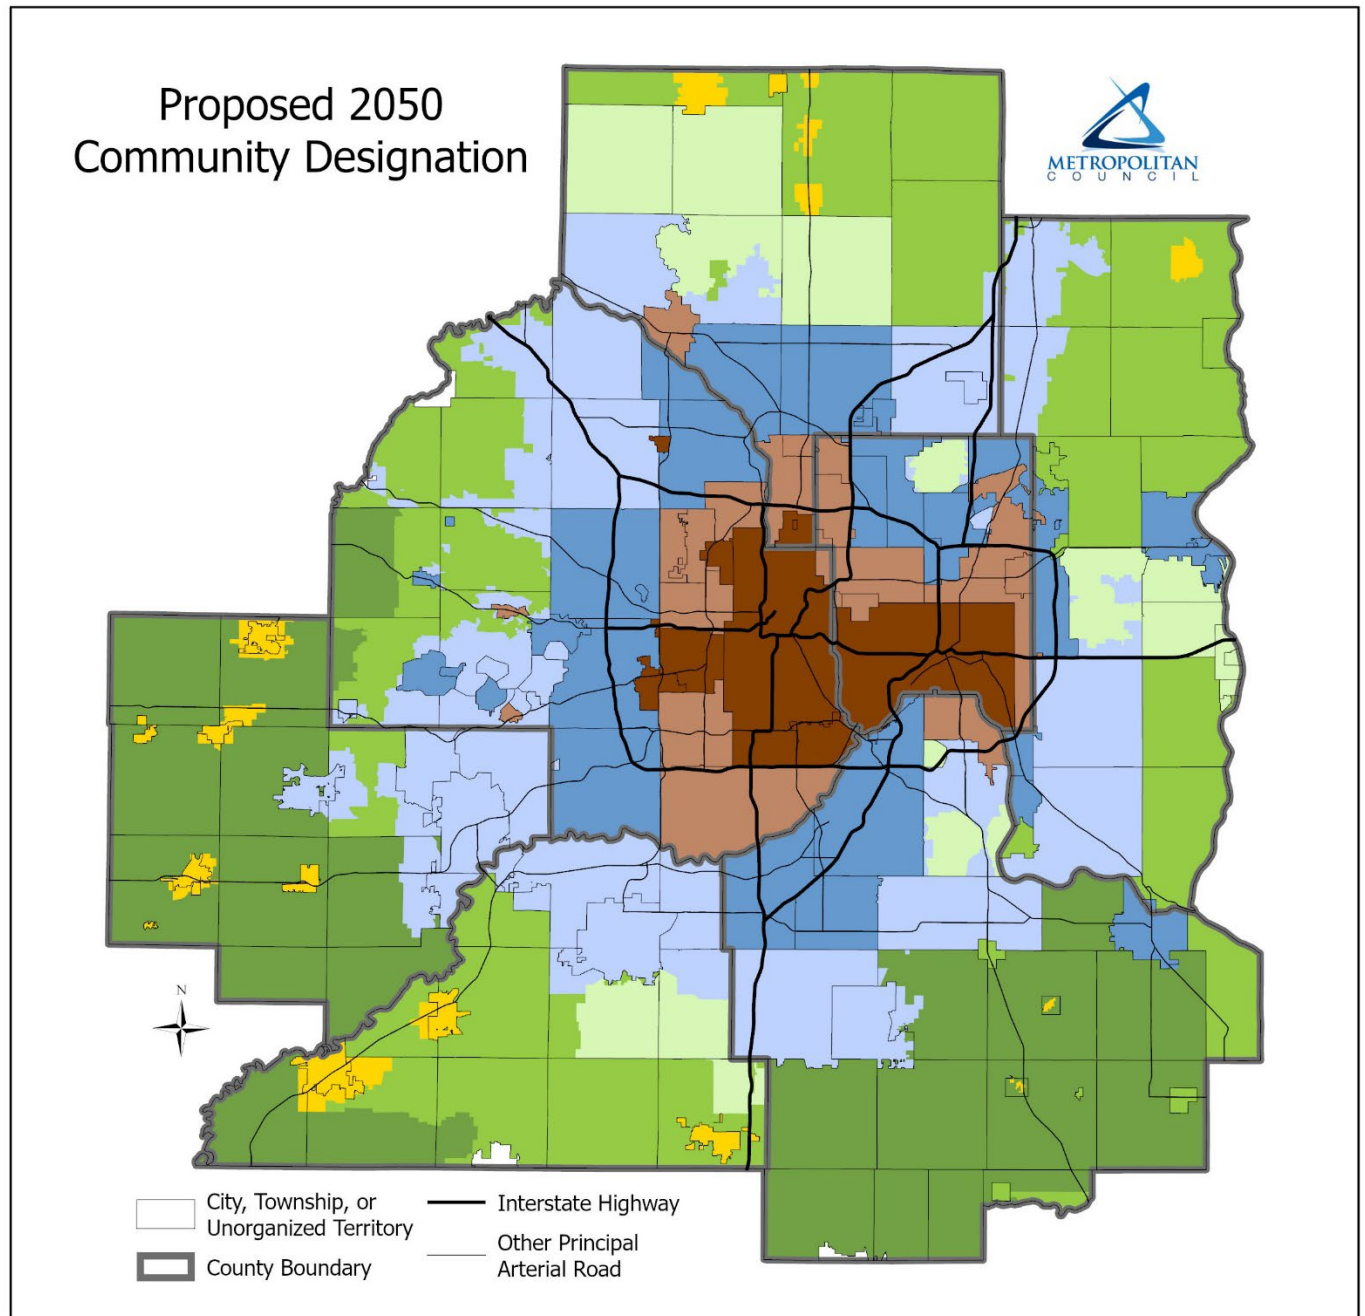 Proposed 2050
Community Designation
METROPOLITAN
COUNCIL
N
City, Township, or
Unorganized Territory
County Boundary
Interstate Highway
Other Principal
Arterial Road